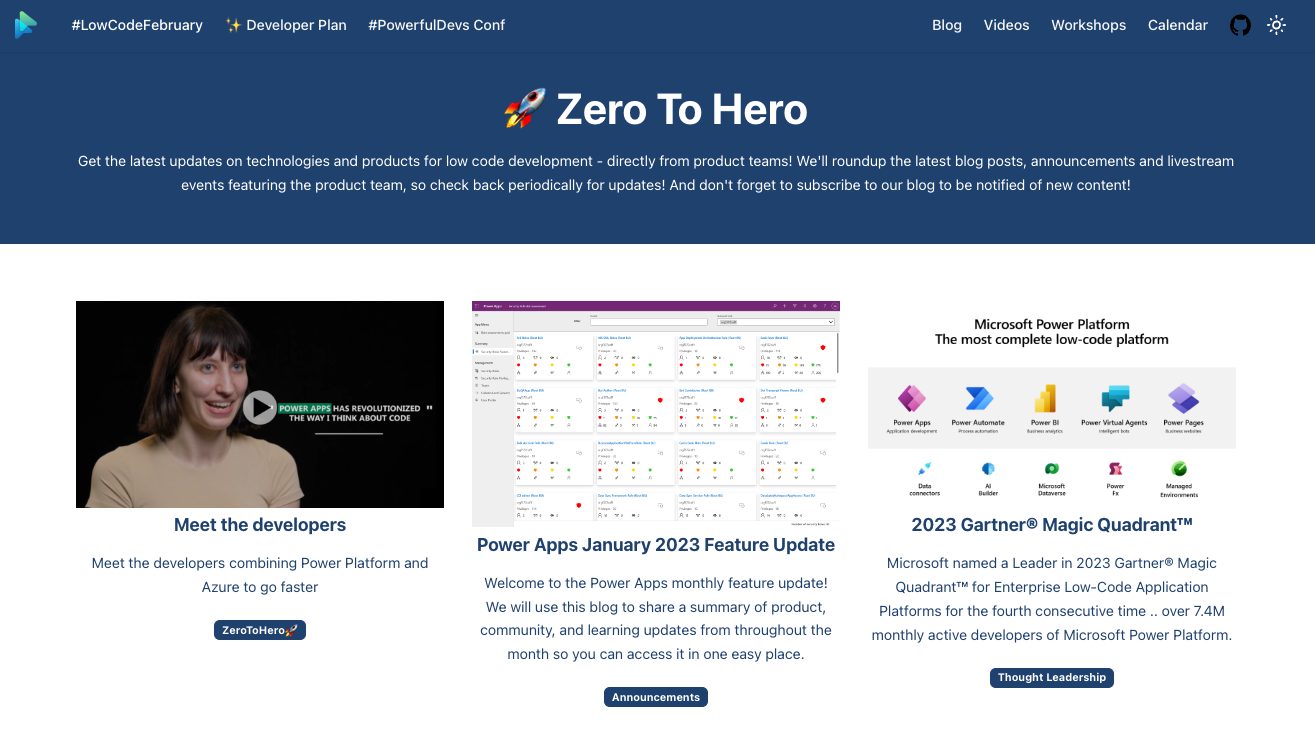 #LowCodeFebruary
✨ Developer Plan
#PowerfulDevs Conf
Blog
Videos
Workshops
Calendar
🚀 Zero To Hero
Get the latest updates on technologies and products for low code development - directly from product teams! We'll roundup the latest blog posts, announcements and livestream
events featuring the product team, so check back periodically for updates! And don't forget to subscribe to our blog to be notified of new content!
POWER APPS HAS REVOLUTIONIZED "
THE WAY I THINK ABOUT CODE
Meet the developers
Meet the developers combining Power Platform and
Azure to go faster
ZeroToHero🚀
Power Apps
Power Apps January 2023 Feature Update
Welcome to the Power Apps monthly feature update!
We will use this blog to share a summary of product,
community, and learning updates from throughout the
month so you can access it in one easy place.
Announcements
Microsoft Power Platform
The most complete low-code platform
Power Apps
Application development
Power Automate
Process automation
Power BI
Business analytics
Power Virtual Agents
Intelligent bots
Power Pages
Business websites
Data
connectors
AI
Builder
Microsoft
Dataverse
Power
Fx
Managed
Environments
2023 Gartner® Magic Quadrant™
Microsoft named a Leader in 2023 Gartner® Magic
Quadrant™ for Enterprise Low-Code Application
Platforms for the fourth consecutive time .. over 7.4M
monthly active developers of Microsoft Power Platform.
Thought Leadership